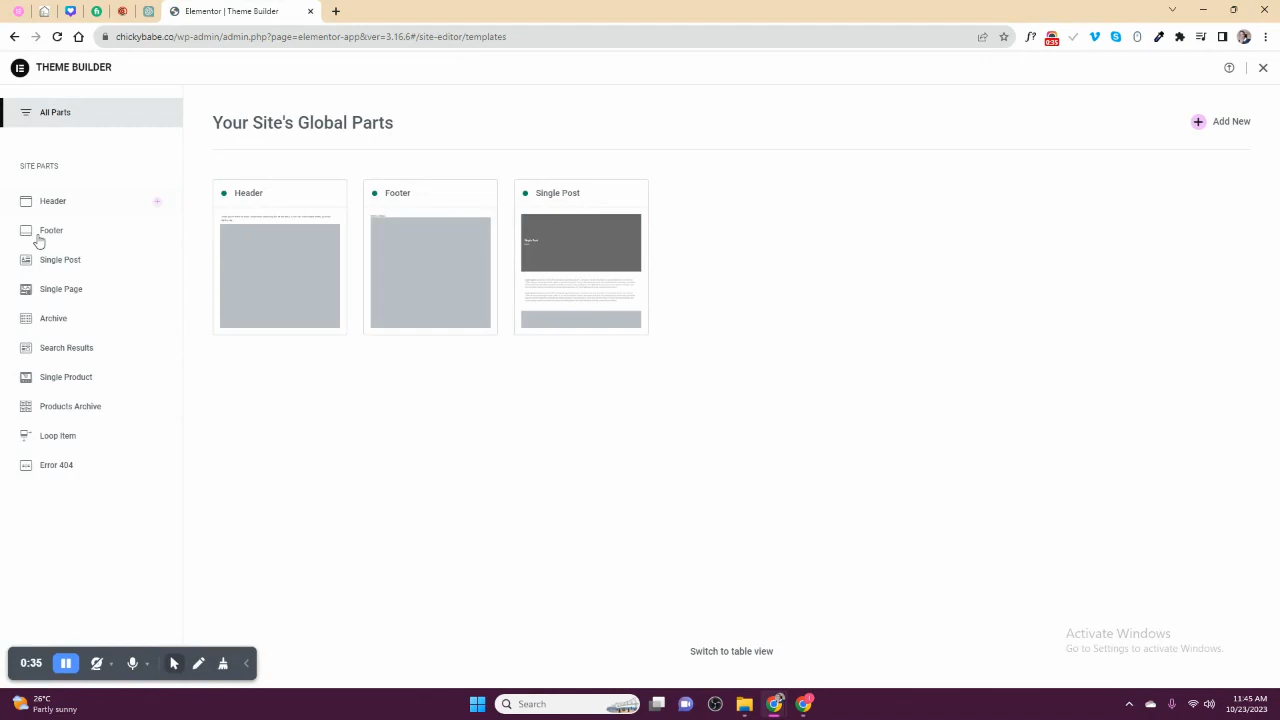 Elementor | Theme Builder
chickybabe.co/wp-admin/admin.php?page=elementor-app&ver=3.16.6#/site-editor/templates
0:35
THEME BUILDER
All Parts
Your Site's Global Parts
Add New
SITE PARTS
Header
Footer
Single Post
Single Page
Archive
Search Results
Single Product
Products Archive
Loop Item
Error 404
Header
Footer
Single Post
Switch to table view
Activate Windows
Go to Settings to activate Windows.
0:35
26°C
Partly sunny
Search
11:45 AM
10/23/2023